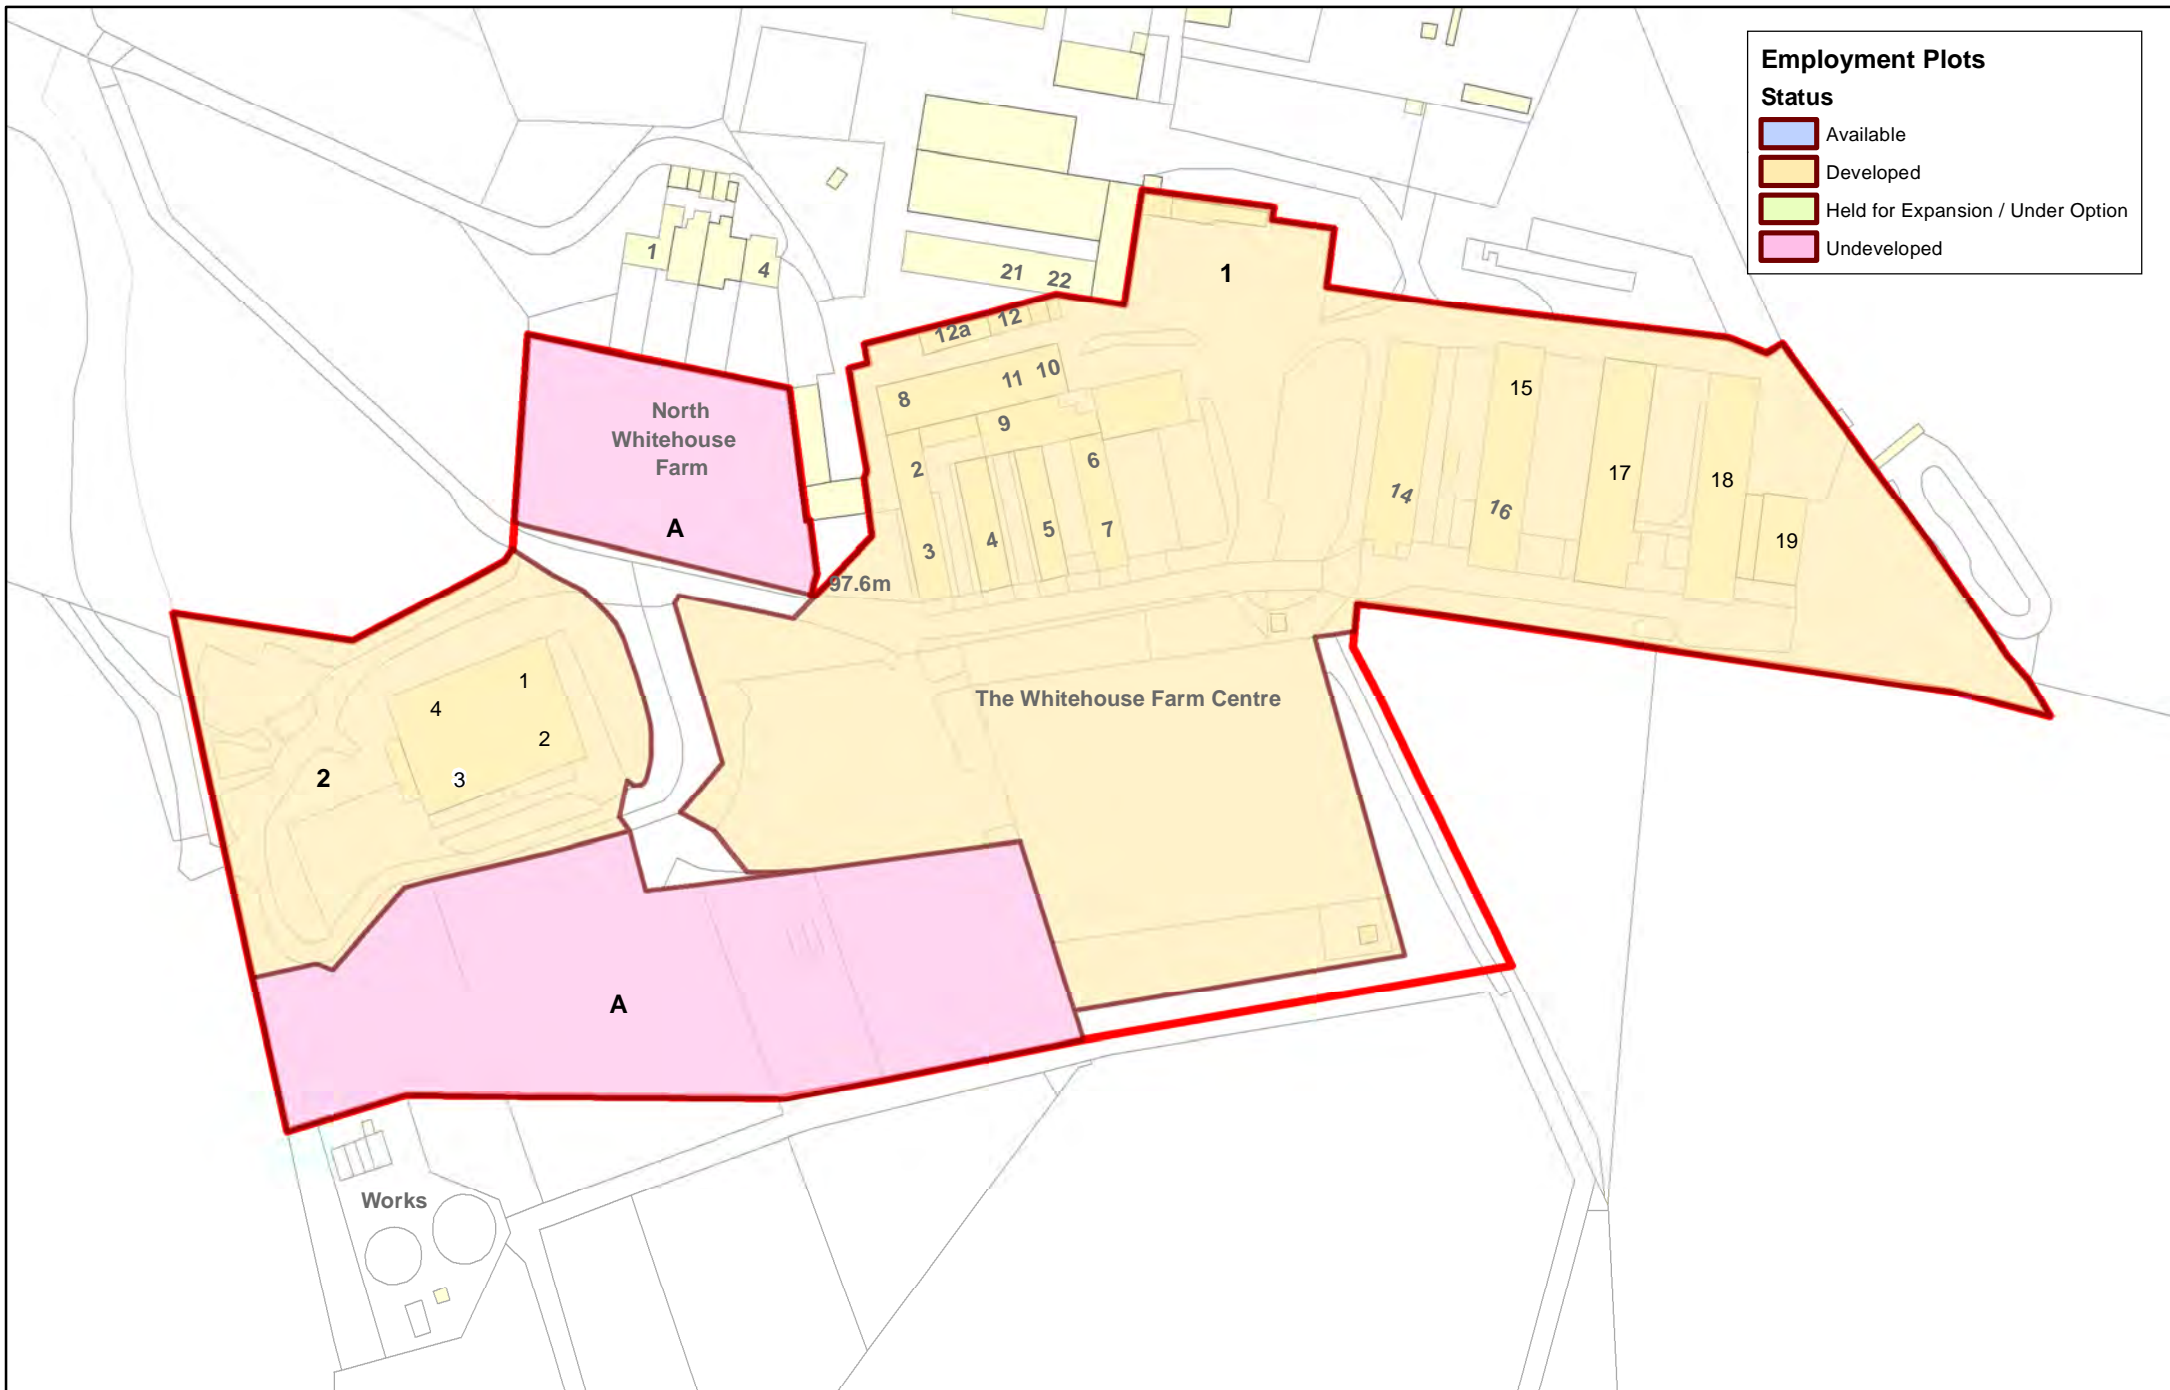 Employment Plots
Status
Available
Developed
Held for Expansion / Under Option
Undeveloped
1
4
21 22
1
12a 12
8 11 10
9
2
6
3 4 5 7
14
15
16
17
18
19
North
Whitehouse
Farm
A
97.6m
The Whitehouse Farm Centre
1
4
2
3
2
A
Works